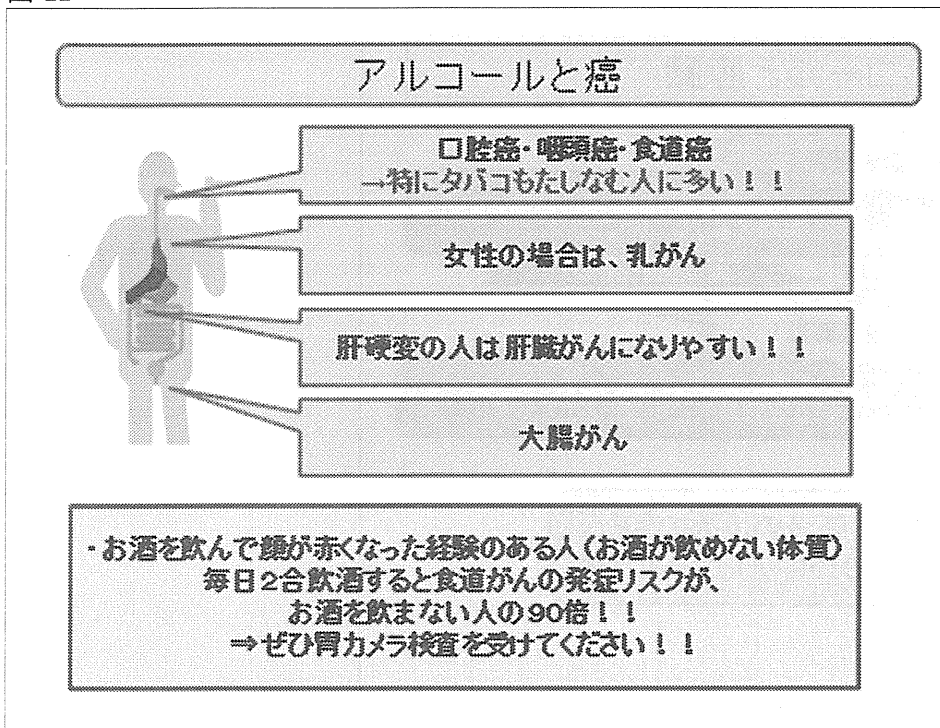 アルコールと癌
口腔癌・咽頭癌・食道癌
→特にタバコもたしなむ人に多い！！
女性の場合は、乳がん
肝硬変の人は肝臓がんになりやすい！！
大腸がん
・お酒を飲んで顔が赤くなった経験のある人（お酒が飲めない体質）
毎日２合飲酒すると食道がんの発症リスクが、
お酒を飲まない人の90倍！！
⇒ぜひ胃カメラ検査を受けてください！！